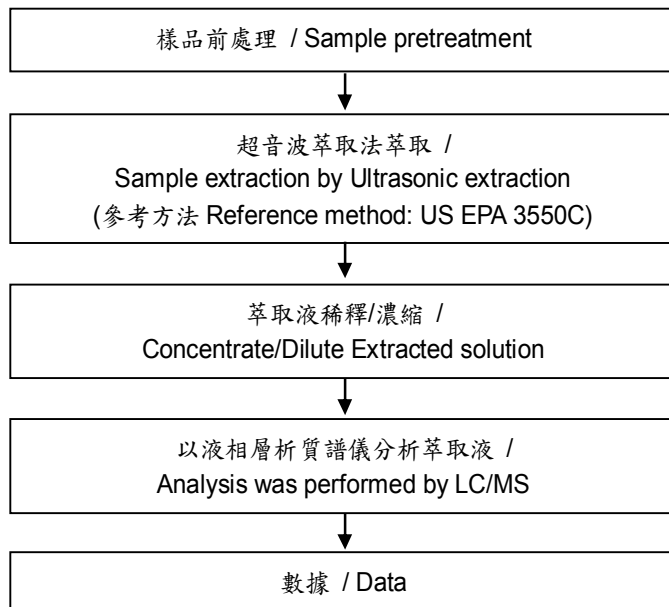 樣品前處理 / Sample pretreatment
超音波萃取法萃取 /
Sample extraction by Ultrasonic extraction
(參考方法 Reference method: US EPA 3550C)
萃取液稀釋/濃縮 /
Concentrate/Dilute Extracted solution
以液相層析質譜儀分析萃取液 /
Analysis was performed by LC/MS
數據 / Data